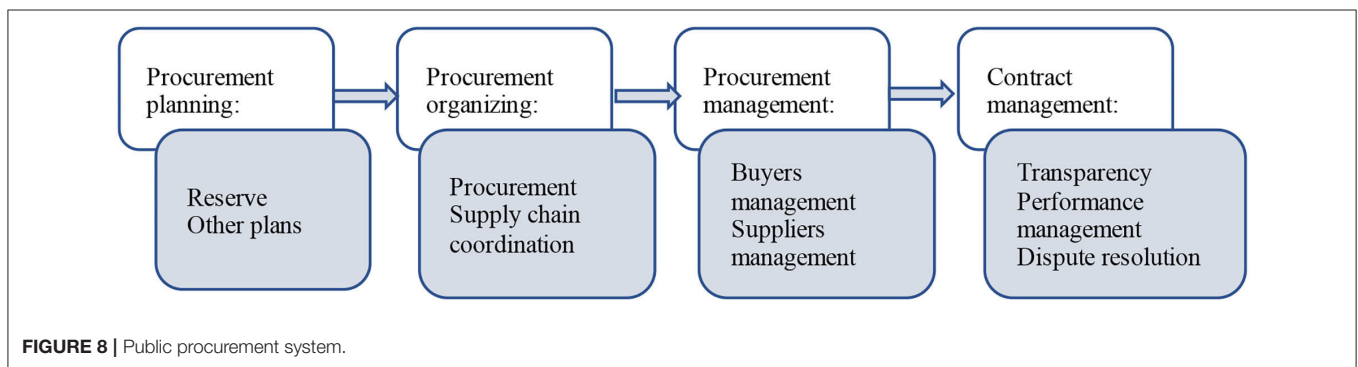 Procurement
planning:
Reserve
Other plans
Procurement
organizing:
Procurement
Supply chain
coordination
Procurement
management:
Buyers
management
Suppliers
management
Contract
management:
Transparency
Performance
management
Dispute resolution
FIGURE 8 | Public procurement system.